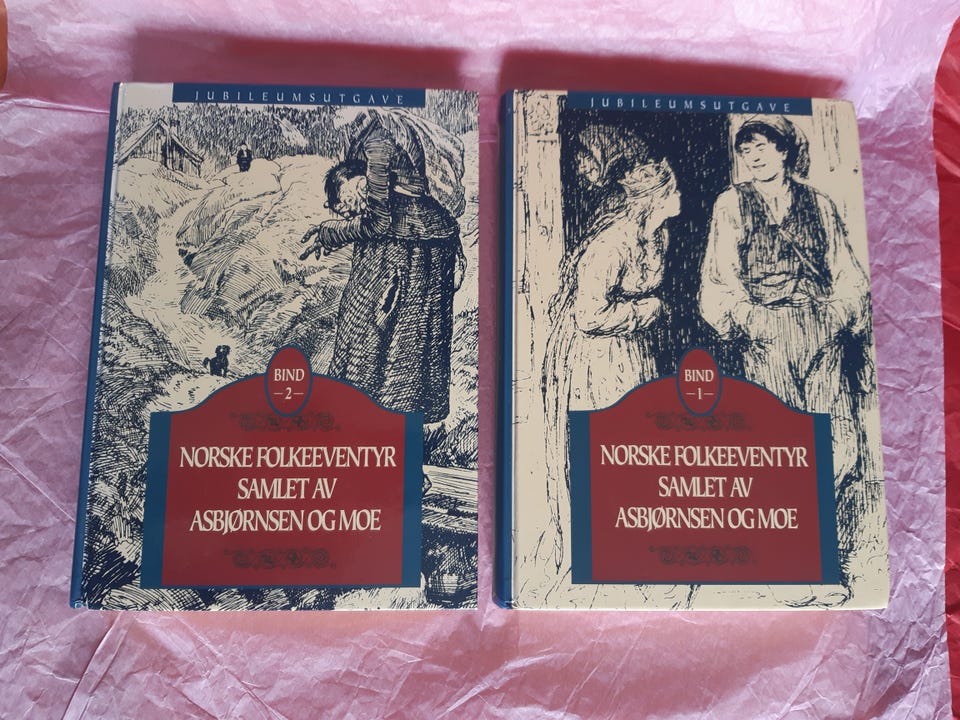 JUBILEUMSUTGAVE
BIND
-2-
NORSKE FOLKEEVENTYR
SAMLET AV
ASBJØRNSEN OG MOE
JUBILEUMSUTGAVE
BIND
-1-
NORSKE FOLKEEVENTYR
SAMLET AV
ASBJØRNSEN OG MOE